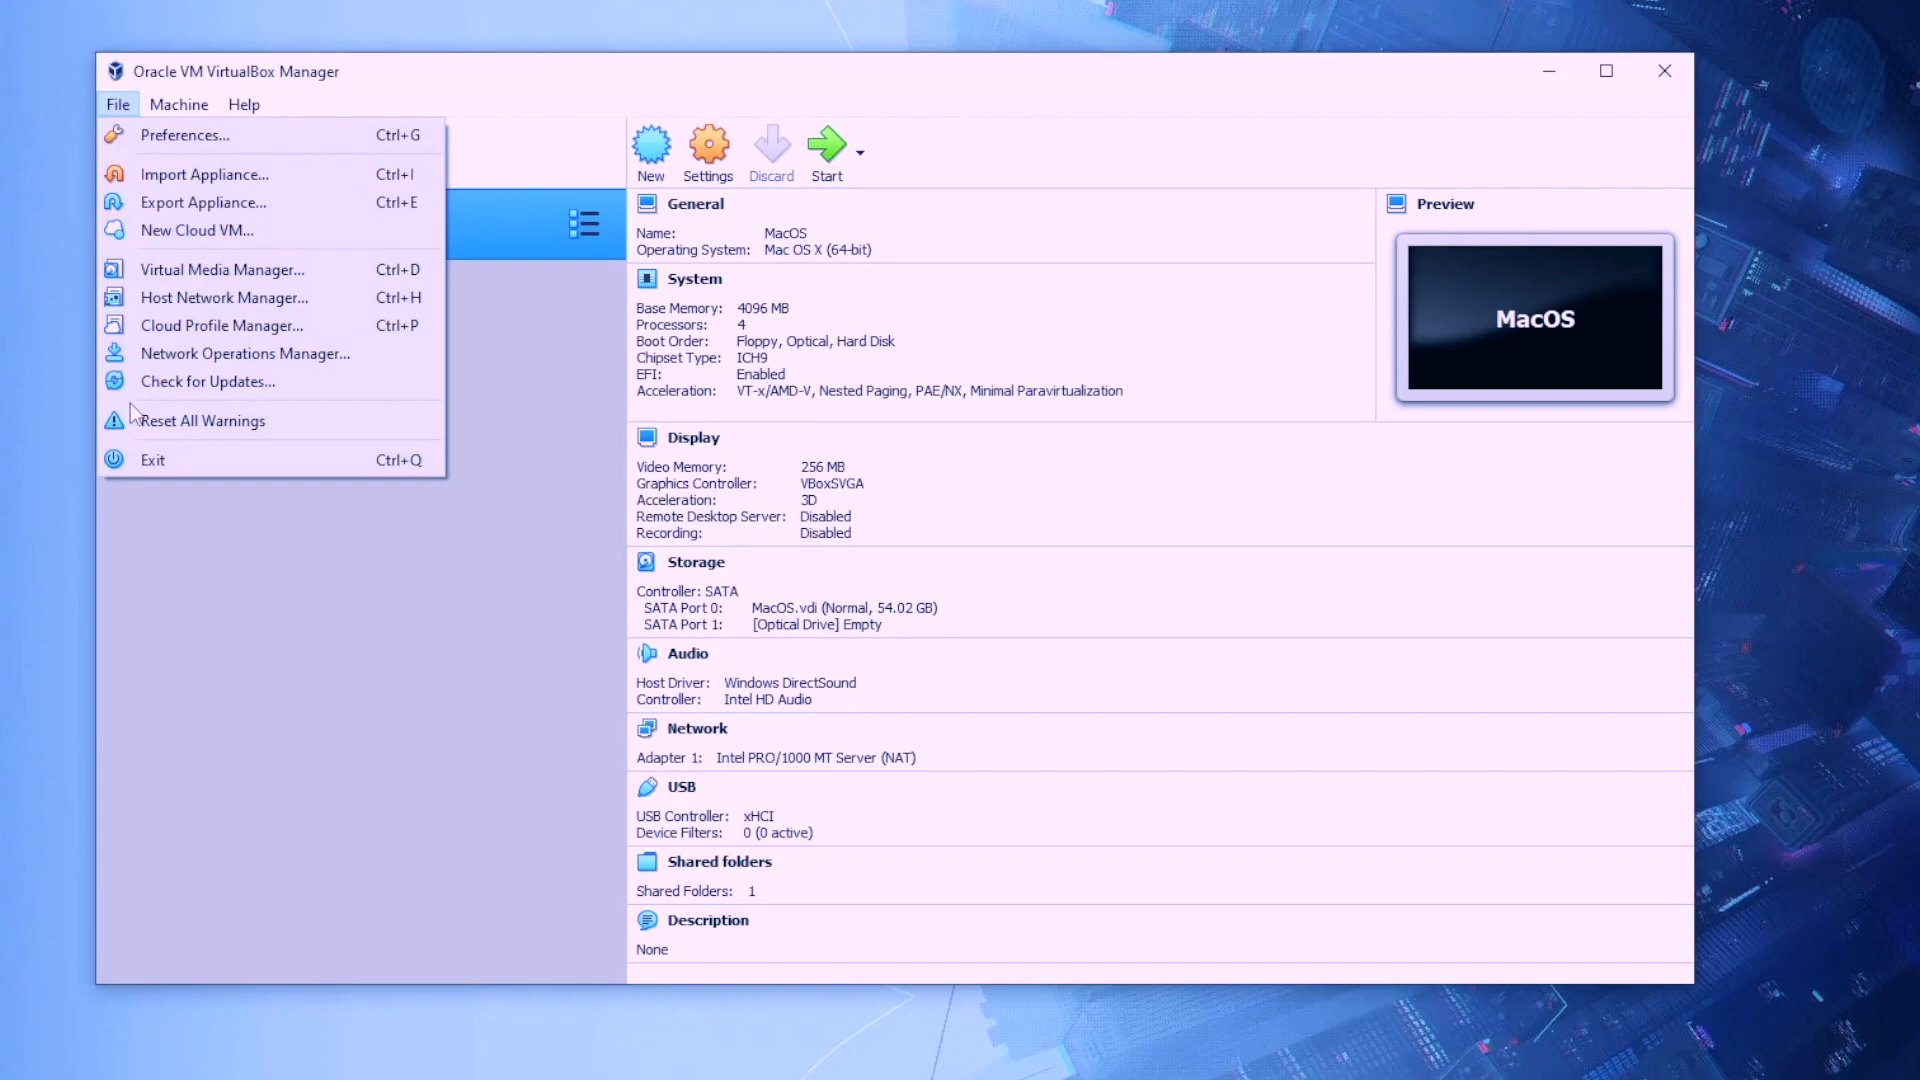 Oracle VM VirtualBox Manager
File Machine Help
Preferences... Ctrl+G
Import Appliance... Ctrl+I
Export Appliance... Ctrl+E
New Cloud VM...
Virtual Media Manager... Ctrl+D
Host Network Manager... Ctrl+H
Cloud Profile Manager... Ctrl+P
Network Operations Manager...
Check for Updates...
Reset All Warnings
Exit Ctrl+Q
New Settings Discard Start
General
Name: MacOS
Operating System: Mac OS X (64-bit)
System
Base Memory: 4096 MB
Processors: 4
Boot Order: Floppy, Optical, Hard Disk
Chipset Type: ICH9
EFI: Enabled
Acceleration: VT-x/AMD-V, Nested Paging, PAE/NX, Minimal Paravirtualization
Preview
MacOS
Display
Video Memory: 256 MB
Graphics Controller: VBoxSVGA
Acceleration: 3D
Remote Desktop Server: Disabled
Recording: Disabled
Storage
Controller: SATA
SATA Port 0: MacOS.vdi (Normal, 54.02 GB)
SATA Port 1: [Optical Drive] Empty
Audio
Host Driver: Windows DirectSound
Controller: Intel HD Audio
Network
Adapter 1: Intel PRO/1000 MT Server (NAT)
USB
USB Controller: xHCI
Device Filters: 0 (0 active)
Shared folders
Shared Folders: 1
Description
None